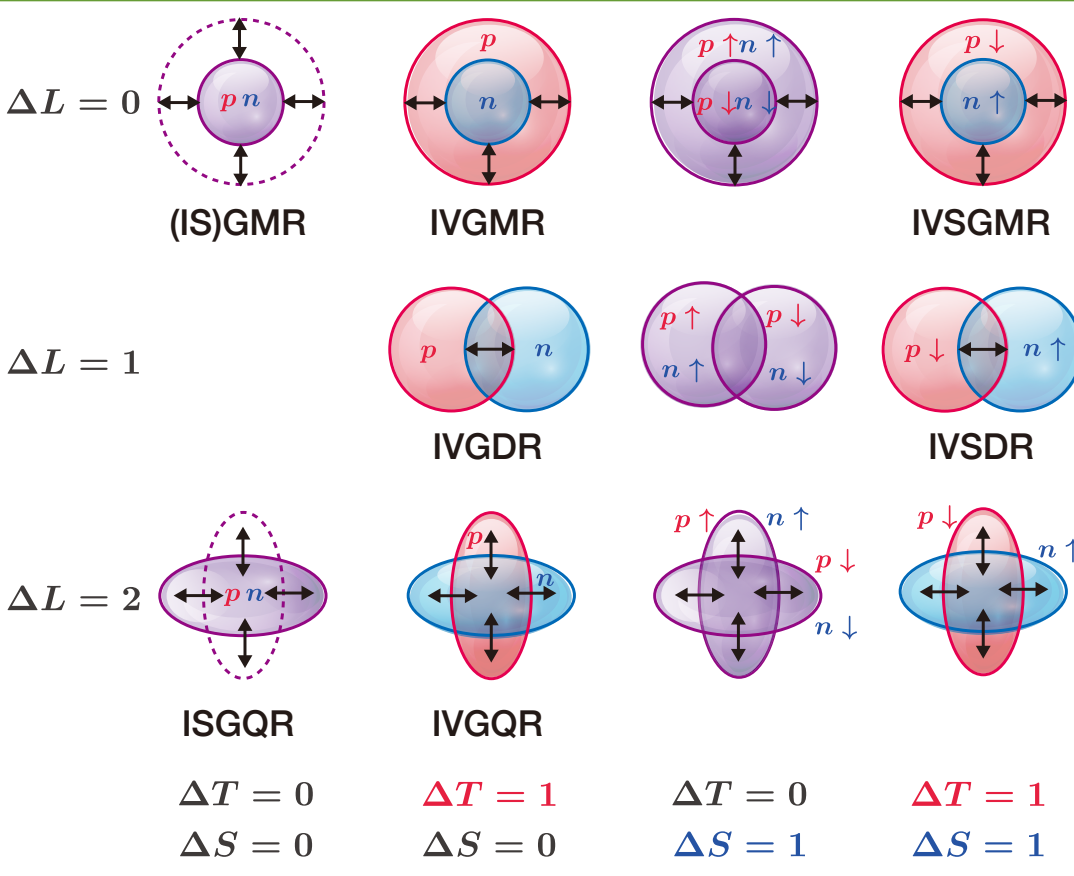 ΔL = 0
p n
p
n
p ↑ n ↑
p ↓ n ↓
p ↓
n ↑
(IS)GMR
IVGMR
IVSGMR
ΔL = 1
p
n
p ↑
n ↑
p ↓
n ↓
p ↓
n ↑
IVGDR
IVSDR
ΔL = 2
p n
p
n
p ↑
n ↑
p ↓
n ↓
p ↓
n ↑
ISGQR
IVGQR
ΔT = 0
ΔT = 1
ΔT = 0
ΔT = 1
ΔS = 0
ΔS = 0
ΔS = 1
ΔS = 1